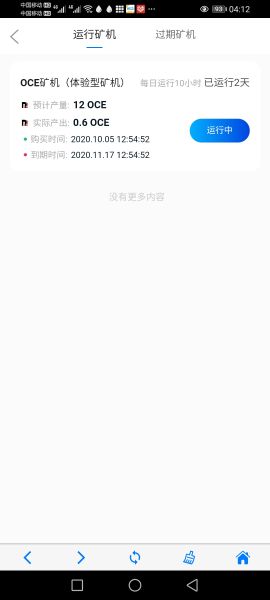 中国移动 HD 4G 4G 93 04:12
中国移动 HD
运行矿机 过期矿机
OCE矿机（体验型矿机） 每日运行10小时 已运行2天
预计产量: 12 OCE
实际产出: 0.6 OCE
运行中
购买时间: 2020.10.05 12:54:52
到期时间: 2020.11.17 12:54:52
没有更多内容